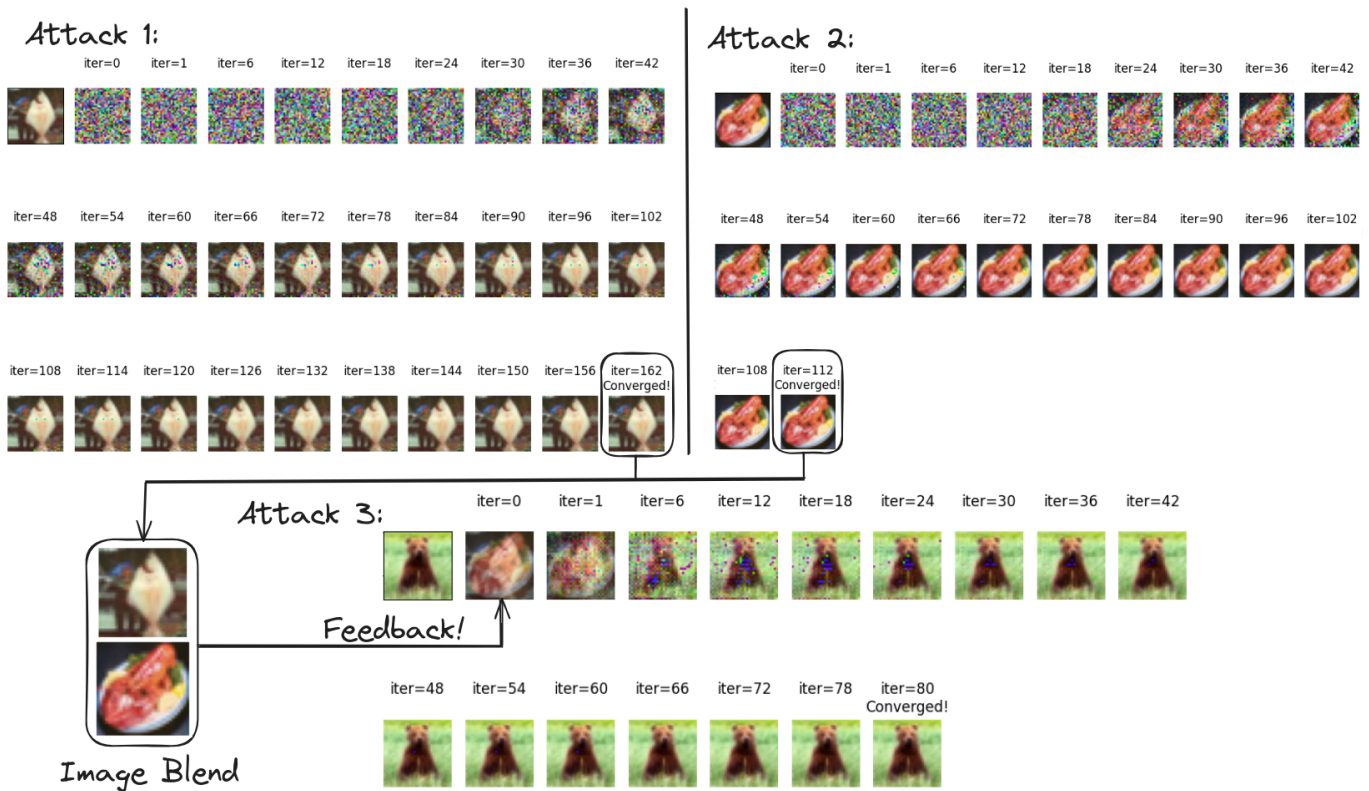 Attack 1:
iter=0 iter=1 iter=6 iter=12 iter=18 iter=24 iter=30 iter=36 iter=42
iter=48 iter=54 iter=60 iter=66 iter=72 iter=78 iter=84 iter=90 iter=96 iter=102
iter=108 iter=114 iter=120 iter=126 iter=132 iter=138 iter=144 iter=150 iter=156 iter=162
Converged!
Attack 2:
iter=0 iter=1 iter=6 iter=12 iter=18 iter=24 iter=30 iter=36 iter=42
iter=48 iter=54 iter=60 iter=66 iter=72 iter=78 iter=84 iter=90 iter=96 iter=102
iter=108 iter=112
Converged!
Attack 3:
iter=0 iter=1 iter=6 iter=12 iter=18 iter=24 iter=30 iter=36 iter=42
Feedback!
iter=48 iter=54 iter=60 iter=66 iter=72 iter=78 iter=80
Converged!
Image Blend